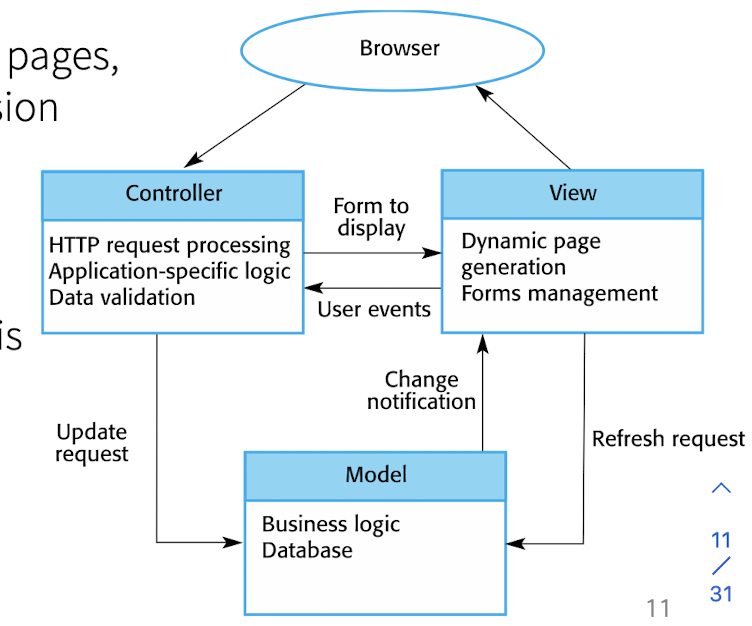 pages,
sion
is
Browser
Controller
HTTP request processing
Application-specific logic
Data validation
Form to
display
User events
View
Dynamic page
generation
Forms management
Change
notification
Update
request
Refresh request
Model
Business logic
Database
11
/
31
11